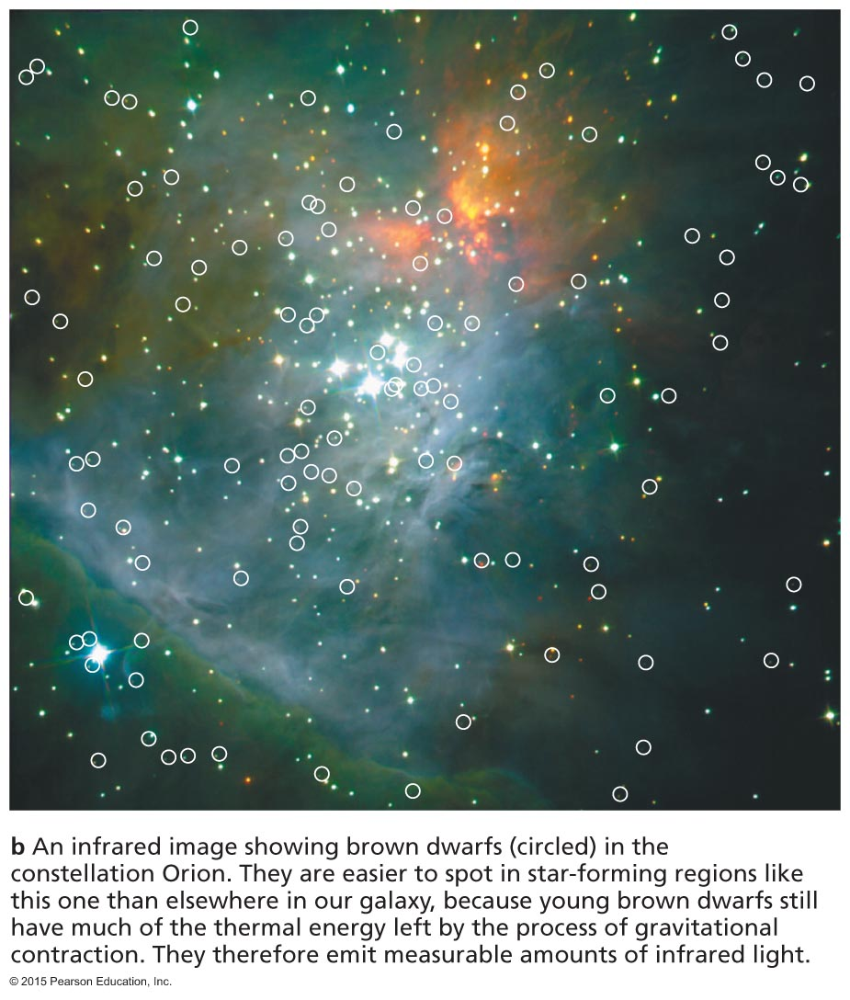 b An infrared image showing brown dwarfs (circled) in the
constellation Orion. They are easier to spot in star-forming regions like
this one than elsewhere in our galaxy, because young brown dwarfs still
have much of the thermal energy left by the process of gravitational
contraction. They therefore emit measurable amounts of infrared light.
© 2015 Pearson Education, Inc.